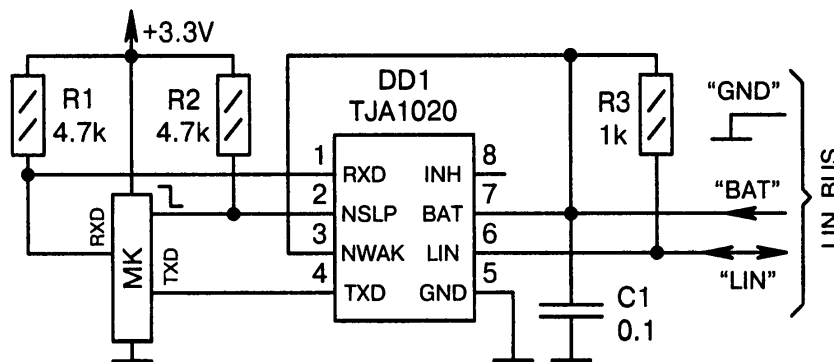 +3.3V
R1
4.7k
R2
4.7k
DD1
TJA1020
R3
1k
"GND"
"BAT"
"LIN"
LIN BUS
1 RXD INH 8
2 NSLP BAT 7
3 NWAK LIN 6
4 TXD GND 5
RXD
MK
TXD
C1
0.1